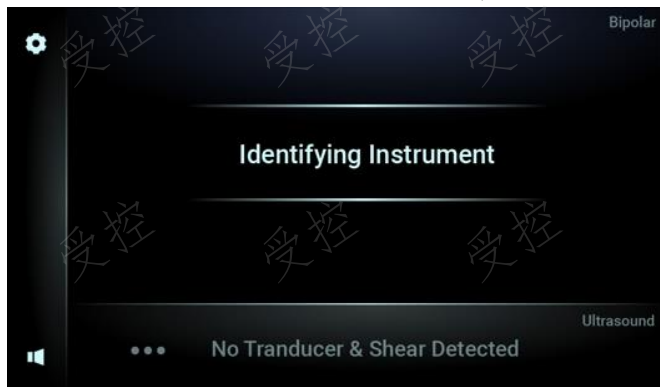 Bipolar
受控 受控 受控
Identifying Instrument
受控 受控 受控
Ultrasound
No Tranducer & Shear Detected